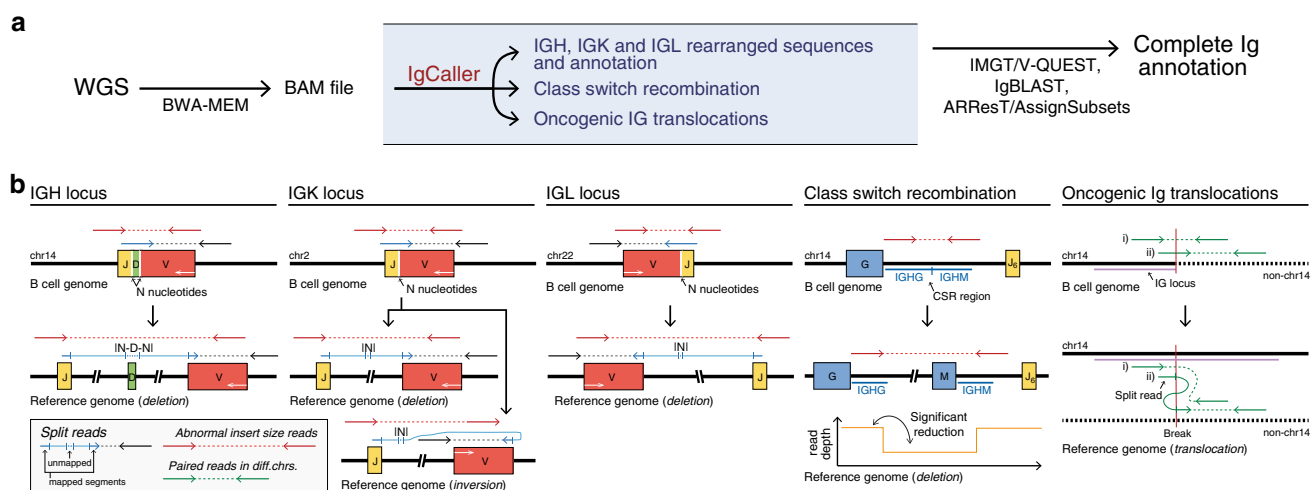 a
WGS
BWA-MEM
BAM file
IgCaller
IGH, IGK and IGL rearranged sequences
and annotation
Class switch recombination
Oncogenic IG translocations
IMGT/V-QUEST,
IgBLAST,
ARResT/AssignSubsets
Complete Ig
annotation
b
IGH locus
chr14
J
D
V
B cell genome
N nucleotides
|N-D-N|
J
D
V
Reference genome (deletion)
Split reads
unmapped
mapped segments
Abnormal insert size reads
Paired reads in diff.chrs.
IGK locus
chr2
J
V
B cell genome
N nucleotides
|N|
J
V
Reference genome (deletion)
|N|
J
V
Reference genome (inversion)
IGL locus
chr22
V
J
B cell genome
N nucleotides
|N|
V
J
Reference genome (deletion)
Class switch recombination
chr14
G
J6
IGHG
IGHM
B cell genome
CSR region
G
M
J6
IGHG
IGHM
Reference genome (deletion)
read
depth
Significant
reduction
Reference genome (deletion)
Oncogenic Ig translocations
i)
ii)
chr14
non-chr14
B cell genome
IG locus
chr14
i)
ii)
Split read
Break
non-chr14
Reference genome (translocation)